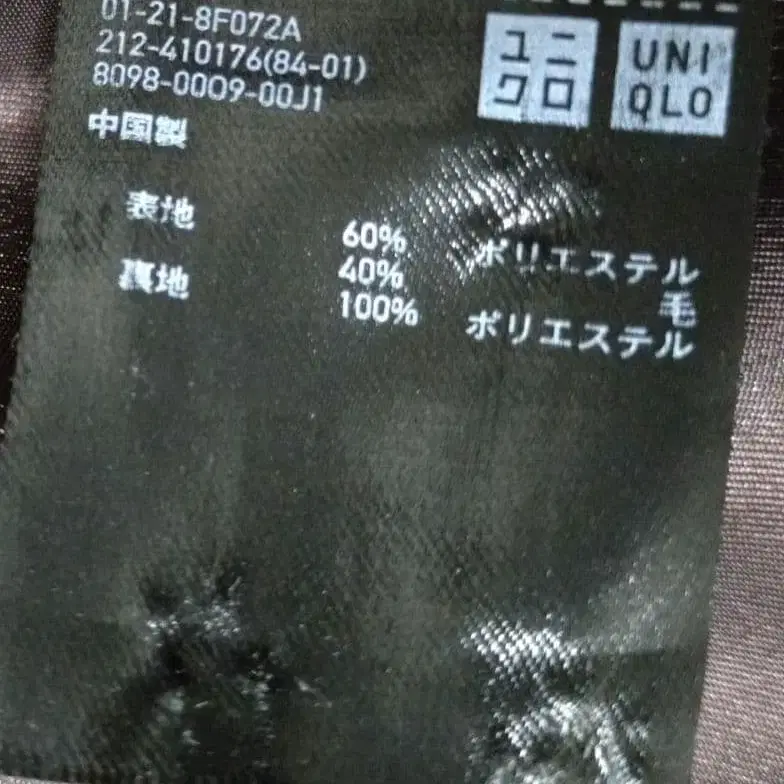 01-21-8F072A
212-410176(84-01)
8098-0009-00J1
ユニ
クロ
UNI
QLO
中国製
表地 60% ポリエステル
40% 毛
裏地 100% ポリエステル